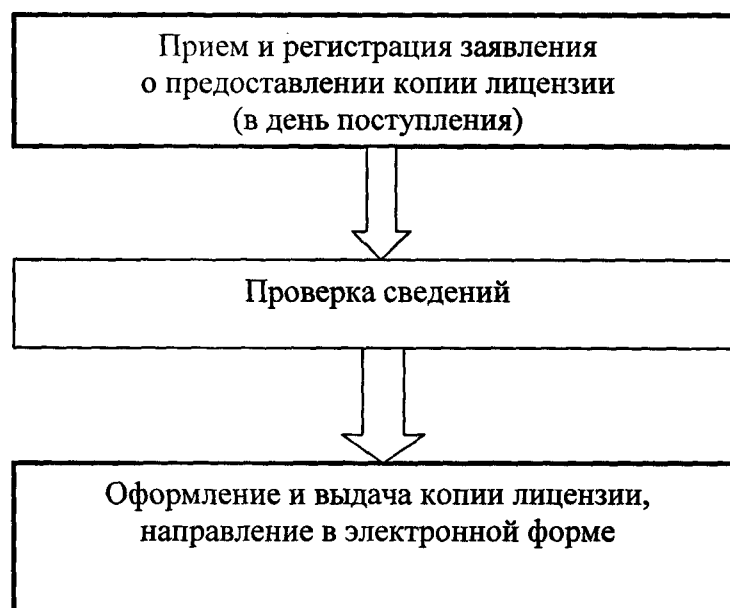 Прием и регистрация заявления
о предоставлении копии лицензии
(в день поступления)
Проверка сведений
Оформление и выдача копии лицензии,
направление в электронной форме